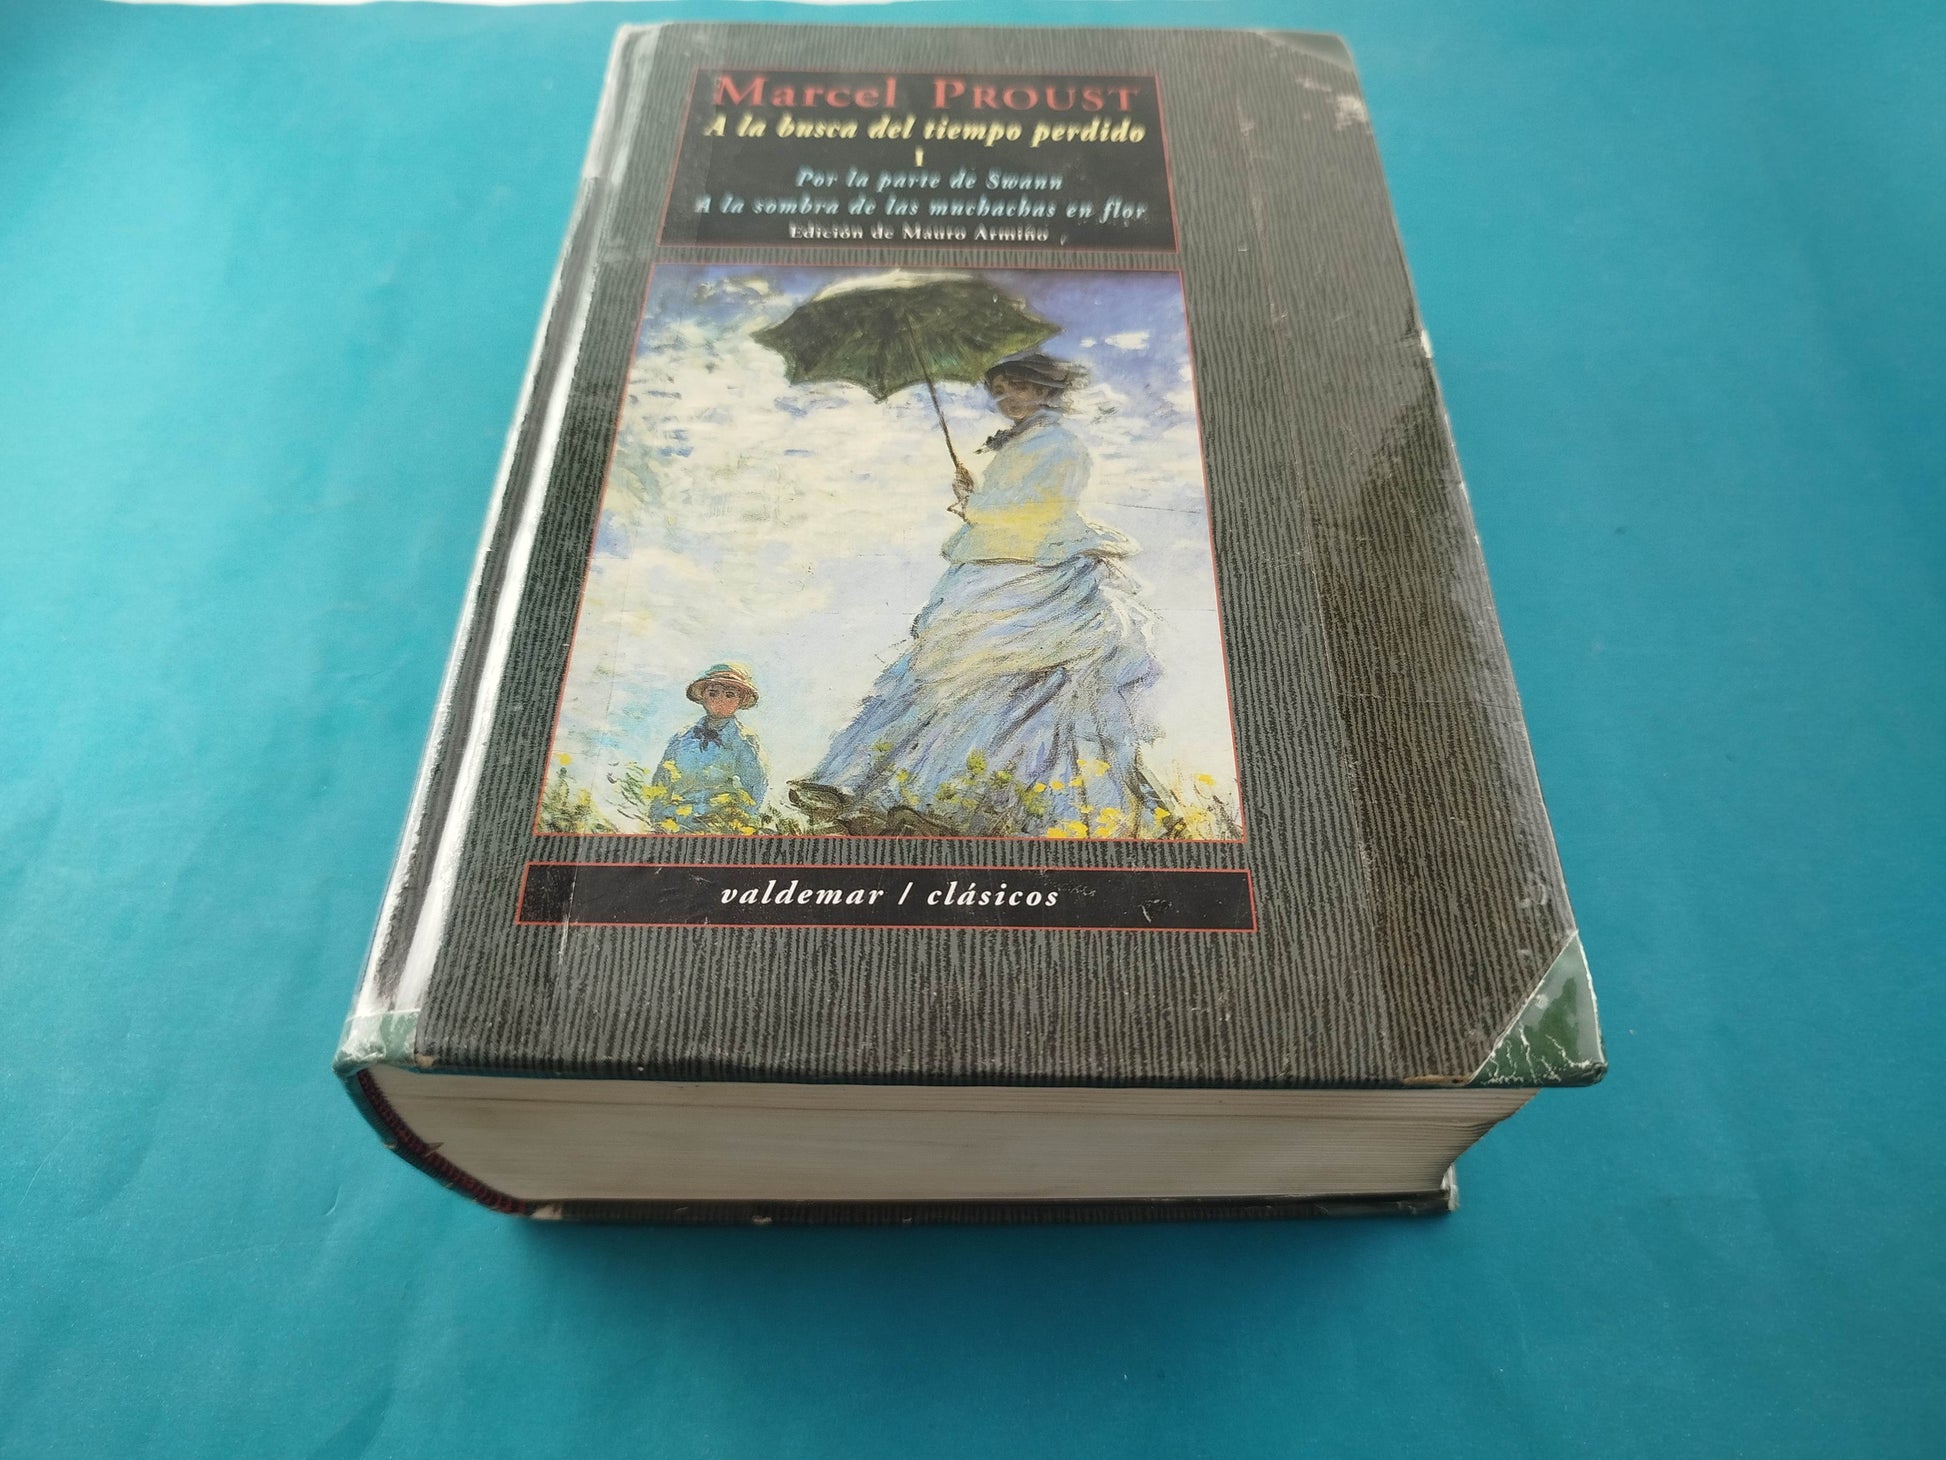 Marcel PROUST
A la busca del tiempo perdido
I
Por la parte de Swann
A la sombra de las muchachas en flor
Edición de Mauro Armiño
valdemar / clásicos